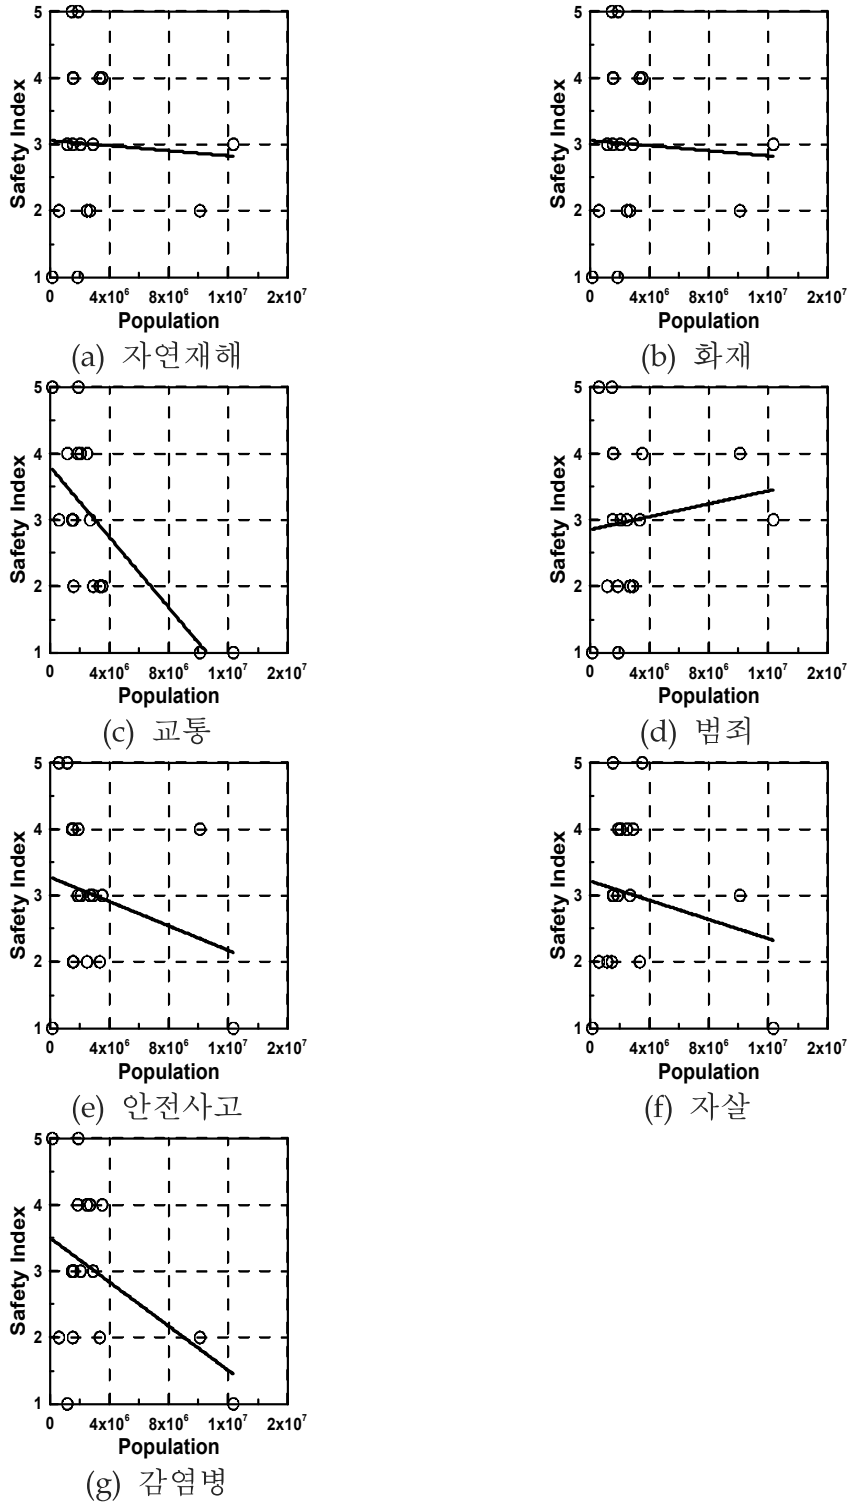 5
4
3
2
1
Safety Index
0 4x10⁶ 8x10⁶ 1x10⁷ 2x10⁷
Population
(a) 자연재해
5
4
3
2
1
Safety Index
0 4x10⁶ 8x10⁶ 1x10⁷ 2x10⁷
Population
(b) 화재
5
4
3
2
1
Safety Index
0 4x10⁶ 8x10⁶ 1x10⁷ 2x10⁷
Population
(c) 교통
5
4
3
2
1
Safety Index
0 4x10⁶ 8x10⁶ 1x10⁷ 2x10⁷
Population
(d) 범죄
5
4
3
2
1
Safety Index
0 4x10⁶ 8x10⁶ 1x10⁷ 2x10⁷
Population
(e) 안전사고
5
4
3
2
1
Safety Index
0 4x10⁶ 8x10⁶ 1x10⁷ 2x10⁷
Population
(f) 자살
5
4
3
2
1
Safety Index
0 4x10⁶ 8x10⁶ 1x10⁷ 2x10⁷
Population
(g) 감염병